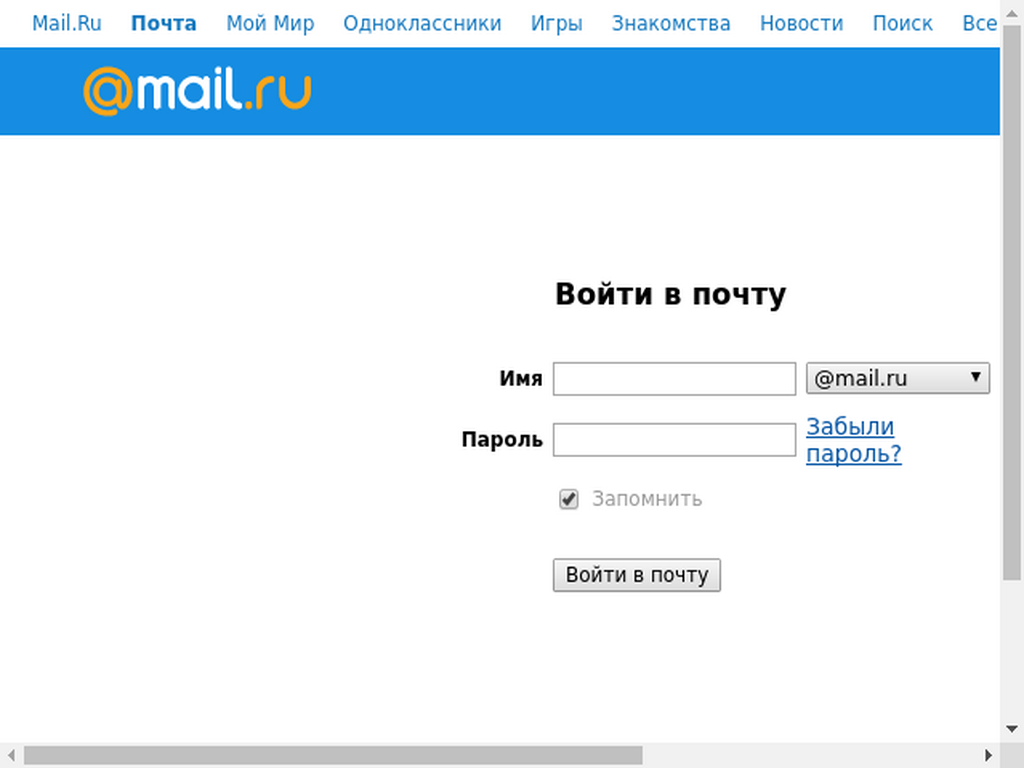 Mail.Ru Почта Мой Мир Одноклассники Игры Знакомства Новости Поиск Все
@mail.ru
Войти в почту
Имя @mail.ru
Пароль Забыли
пароль?
Запомнить
Войти в почту